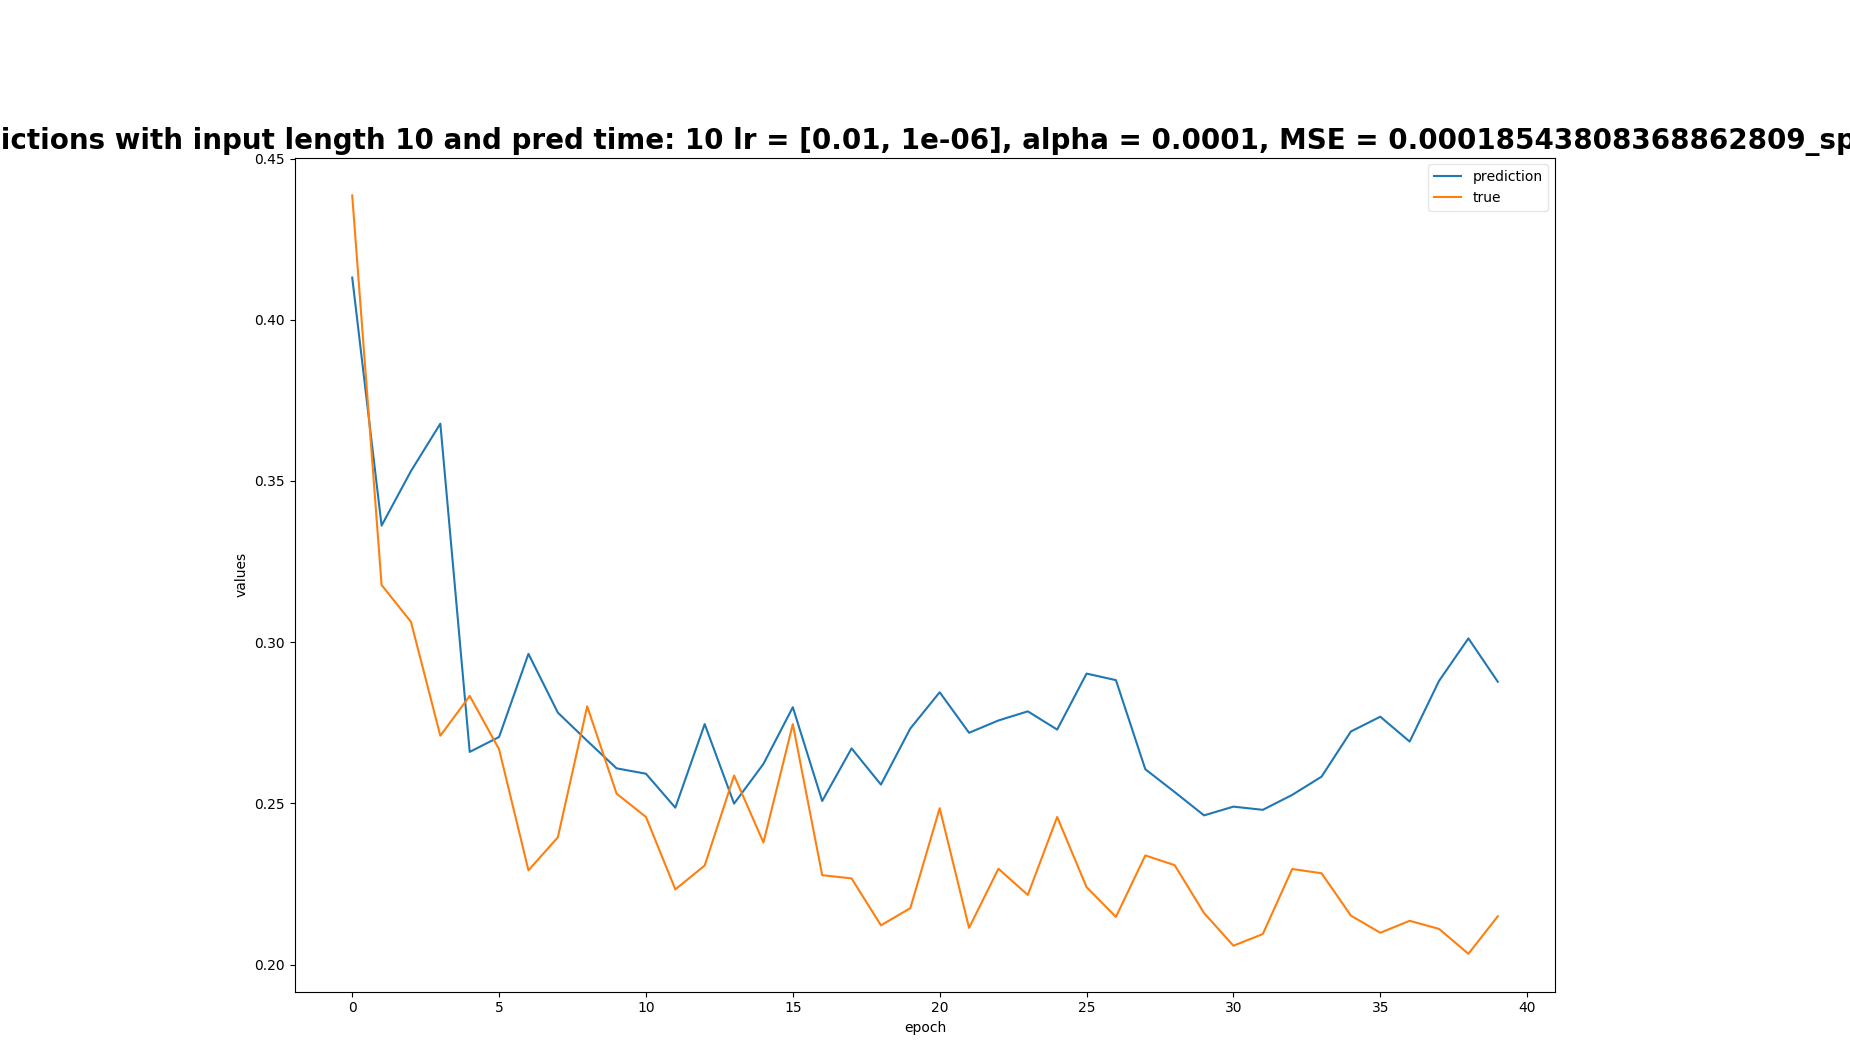 ictions with input length 10 and pred time: 10 lr = [0.01, 1e-06], alpha = 0.0001, MSE = 0.00018543808368862809_sp
0.45
prediction
true
0.40
0.35
values
0.30
0.25
0.20
0 5 10 15 20 25 30 35 40
epoch